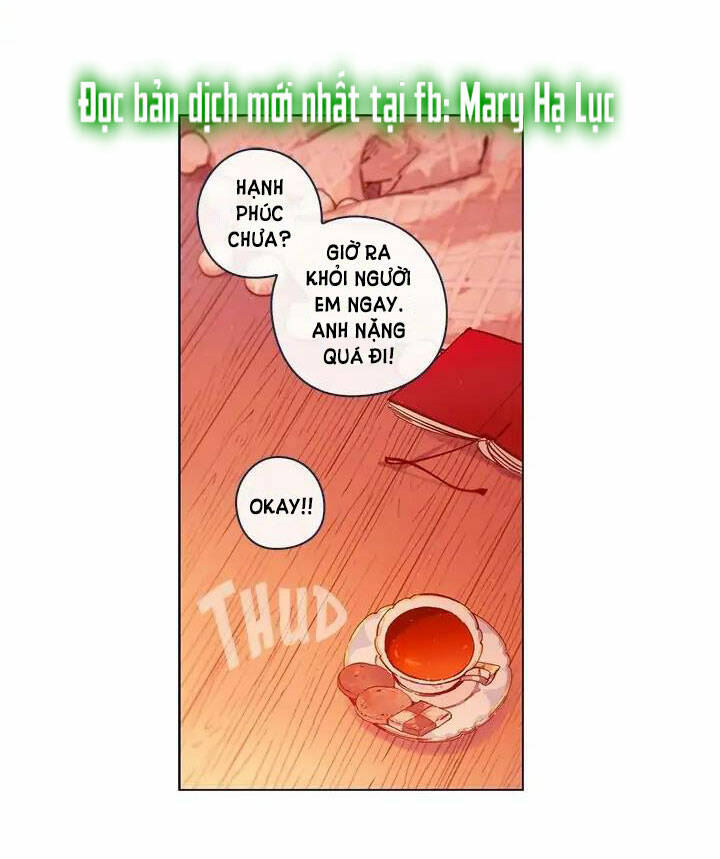 Đọc bản dịch mới nhất tại fb: Mary Hạ Lục
HẠNH
PHÚC
CHƯA?
GIỜ RA
KHỎI NGƯỜI
EM NGAY.
ANH NẶNG
QUÁ ĐI!
OKAY!!
THUD